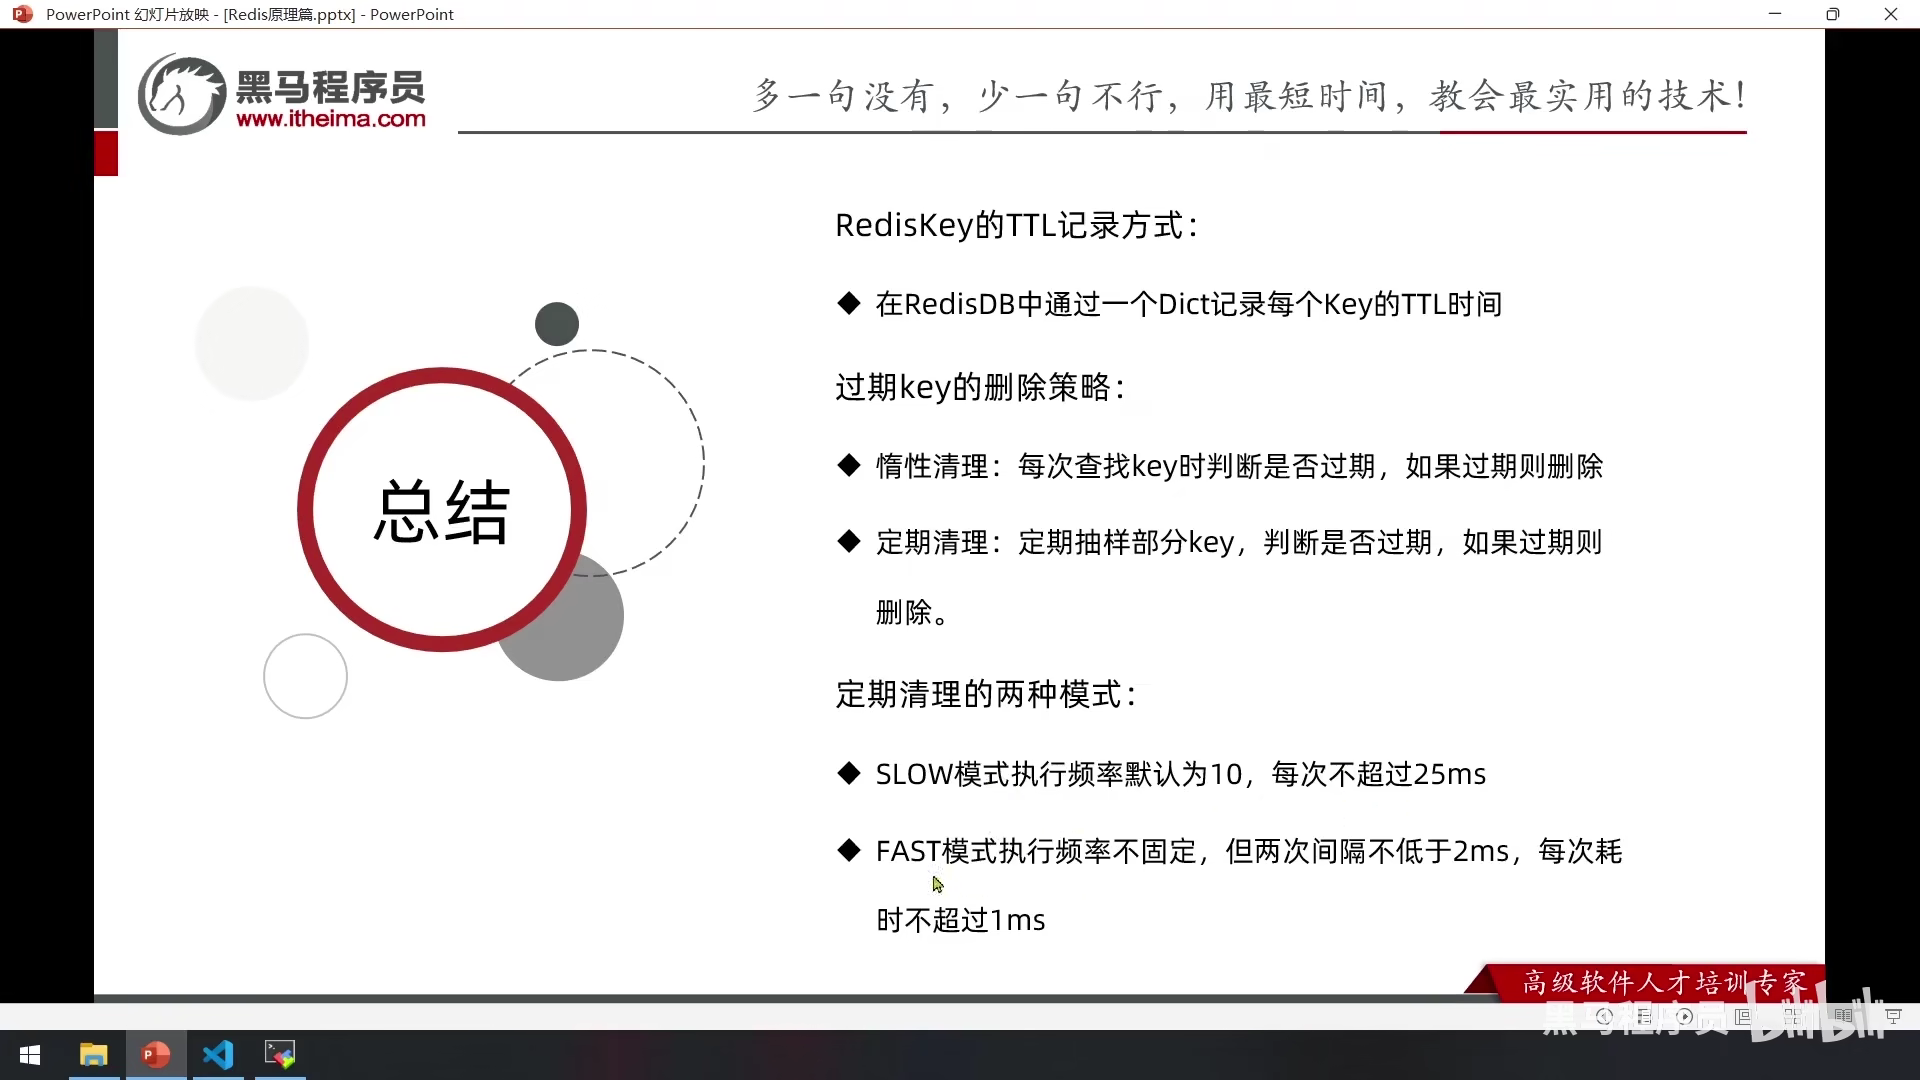 PowerPoint 幻灯片放映 - [Redis原理篇.pptx] - PowerPoint
黑马程序员
www.itheima.com
多一句没有，少一句不行，用最短时间，教会最实用的技术！
总结
RedisKey的TTL记录方式：
在RedisDB中通过一个Dict记录每个Key的TTL时间
过期key的删除策略：
惰性清理：每次查找key时判断是否过期，如果过期则删除
定期清理：定期抽样部分key，判断是否过期，如果过期则
删除。
定期清理的两种模式：
SLOW模式执行频率默认为10，每次不超过25ms
FAST模式执行频率不固定，但两次间隔不低于2ms，每次耗
时不超过1ms
高级软件人才培训专家
黑马程序员 bilibili